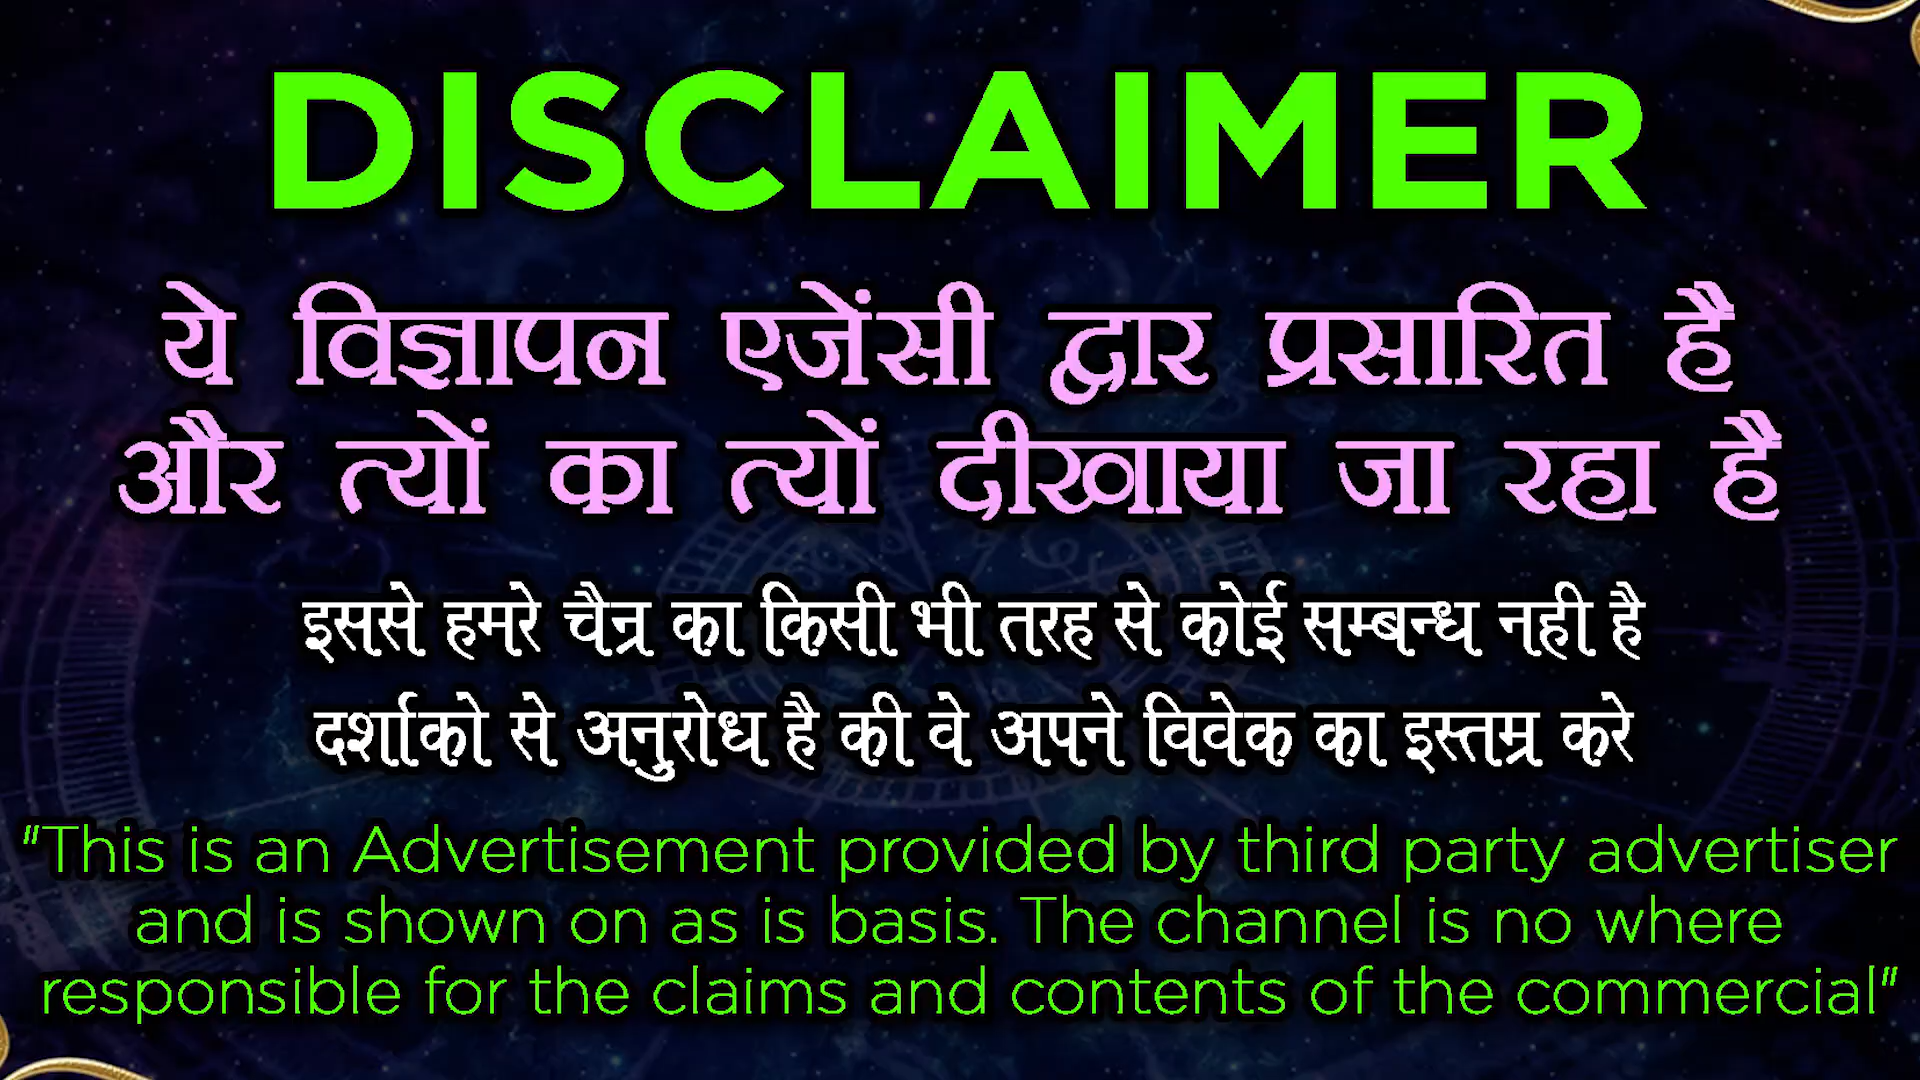 DISCLAIMER
ये विज्ञापन एजेंसी द्वार प्रसारित है
और त्यों का त्यों दीखाया जा रहा है
इससे हमरे चैन्र का किसी भी तरह से कोई सम्बन्ध नही है
दर्शाको से अनुरोध है की वे अपने विवेक का इस्तम्र करे
"This is an Advertisement provided by third party advertiser
and is shown on as is basis. The channel is no where
responsible for the claims and contents of the commercial"